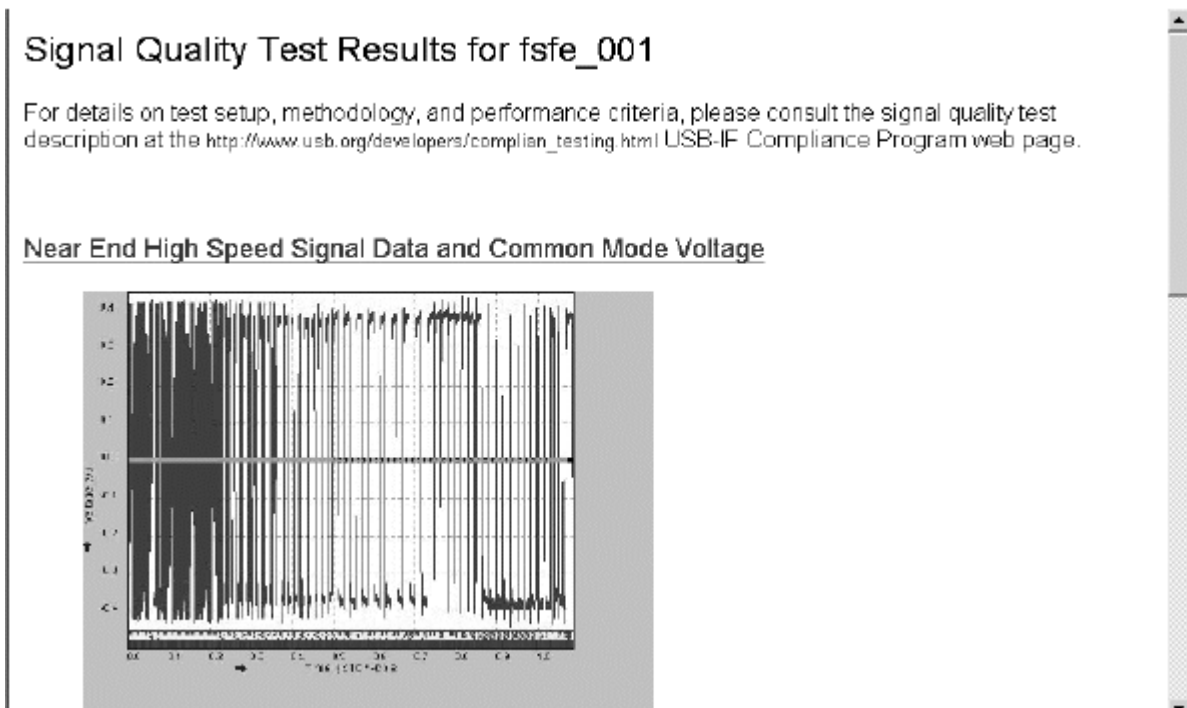 Signal Quality Test Results for fsfe_001
For details on test setup, methodology, and performance criteria, please consult the signal quality test
description at the http://www.usb.org/developers/complian_testing.html USB-IF Compliance Program web page.
Near End High Speed Signal Data and Common Mode Voltage